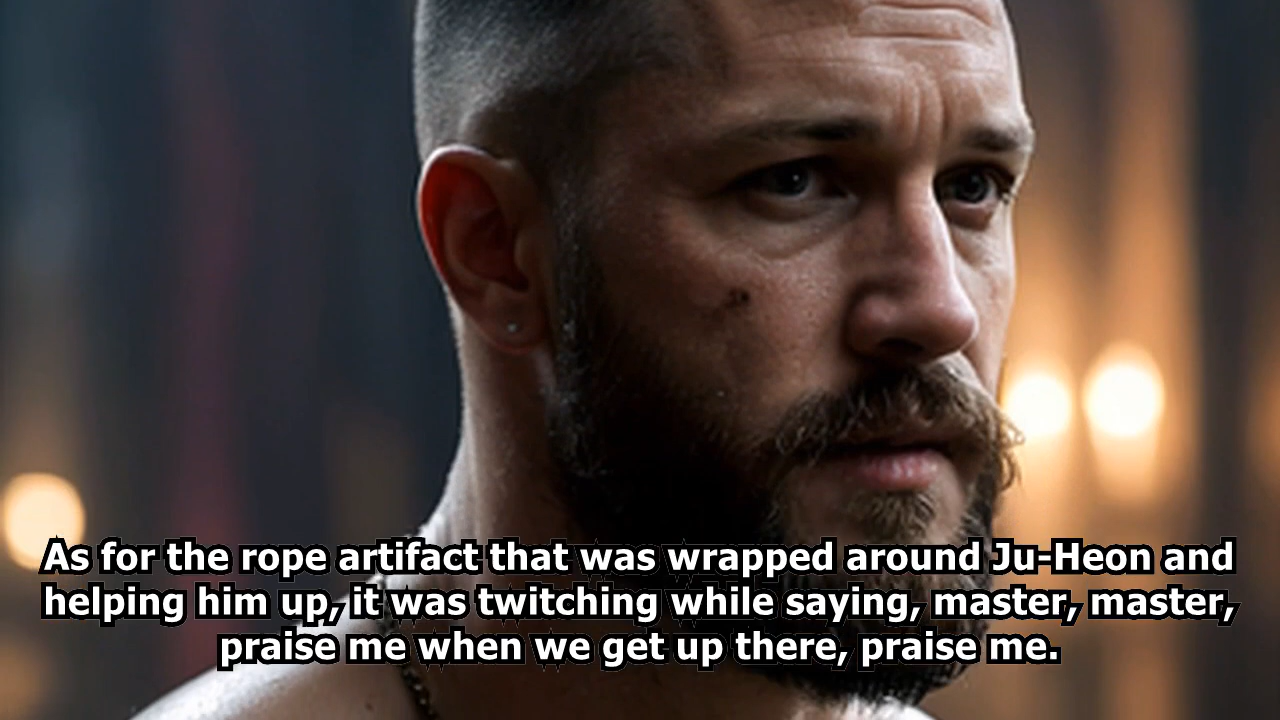 As for the rope artifact that was wrapped around Ju-Heon and
helping him up, it was twitching while saying, master, master,
praise me when we get up there, praise me.